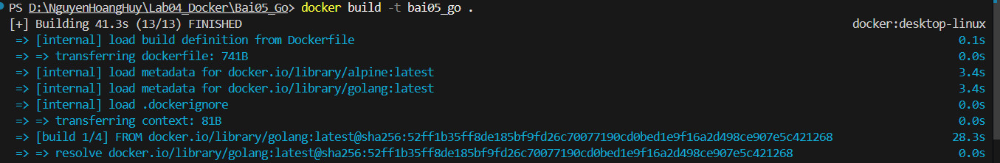 PS D:\NguyenHoangHuy\Lab04_Docker\Bai05_Go> docker build -t bai05_go .
[+] Building 41.3s (13/13) FINISHED docker:desktop-linux
=> [internal] load build definition from Dockerfile 0.1s
=> => transferring dockerfile: 741B 0.0s
=> [internal] load metadata for docker.io/library/alpine:latest 3.4s
=> [internal] load metadata for docker.io/library/golang:latest 3.4s
=> [internal] load .dockerignore 0.0s
=> => transferring context: 81B 0.0s
=> [build 1/4] FROM docker.io/library/golang:latest@sha256:52ff1b35ff8de185bf9fd26c70077190cd0bed1e9f16a2d498ce907e5c421268 28.3s
=> => resolve docker.io/library/golang:latest@sha256:52ff1b35ff8de185bf9fd26c70077190cd0bed1e9f16a2d498ce907e5c421268 0.0s